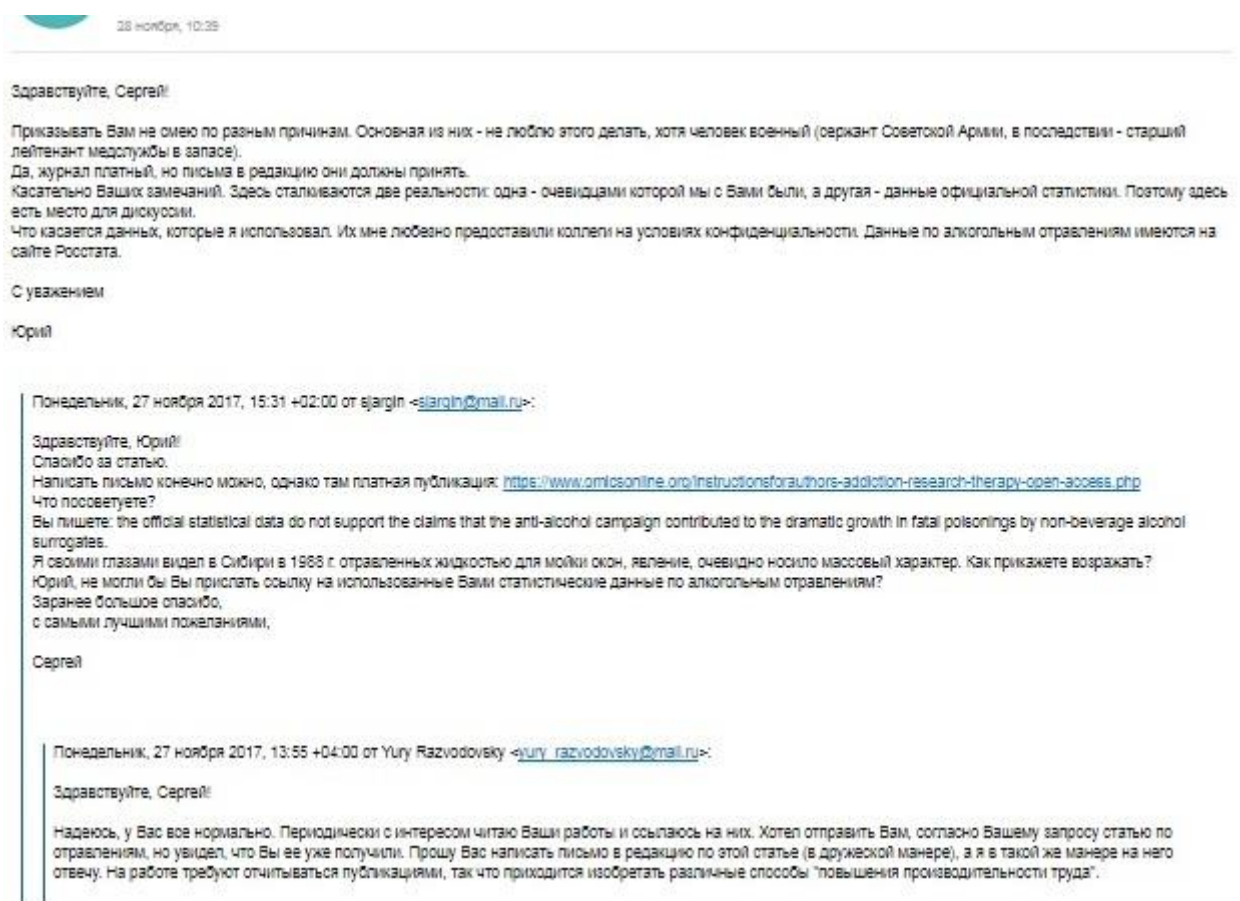 28 ноября, 10:39
Здравствуйте, Сергей!
Приказывать Вам не смею по разным причинам. Основная из них - не люблю этого делать, хотя человек военный (сержант Советской Армии, в последствии - старший
лейтенант медслужбы в запасе).
Да, журнал платный, но письма в редакцию они должны принять.
Касательно Ваших замечаний. Здесь сталкиваются две реальности: одна - очевидцами которой мы с Вами были, а другая - данные официальной статистики. Поэтому здесь
есть место для дискуссии.
Что касается данных, которые я использовал. Их мне любезно предоставили коллеги на условиях конфиденциальности. Данные по алкогольным отравлениям имеются на
сайте Росстата.
С уважением
Юрий
Понедельник, 27 ноября 2017, 15:31 +02:00 от sjargin <sjargin@mail.ru>:
Здравствуйте, Юрий!
Спасибо за статью.
Написать письмо конечно можно, однако там платная публикация: https://www.omicsonline.org/instructionsforauthors-addiction-research-therapy-open-access.php
Что посоветуете?
Вы пишете: the official statistical data do not support the claims that the anti-alcohol campaign contributed to the dramatic growth in fatal poisonings by non-beverage alcohol
surrogates.
Я своими глазами видел в Сибири в 1988 г. отравленных жидкостью для мойки окон, явление, очевидно носило массовый характер. Как прикажете возражать?
Юрий, не могли бы Вы прислать ссылку на использованные Вами статистические данные по алкогольным отравлениям?
Заранее большое спасибо,
с самыми лучшими пожеланиями,
Сергей
Понедельник, 27 ноября 2017, 13:55 +04:00 от Yury Razvodovsky <yury_razvodovsky@mail.ru>:
Здравствуйте, Сергей!
Надеюсь, у Вас все нормально. Периодически с интересом читаю Ваши работы и ссылаюсь на них. Хотел отправить Вам, согласно Вашему запросу статью по
отравлениям, но увидел, что Вы ее уже получили. Прошу Вас написать письмо в редакцию по этой статье (в дружеской манере), а я в такой же манере на него
отвечу. На работе требуют отчитываться публикациями, так что приходится изобретать различные способы "повышения производительности труда".